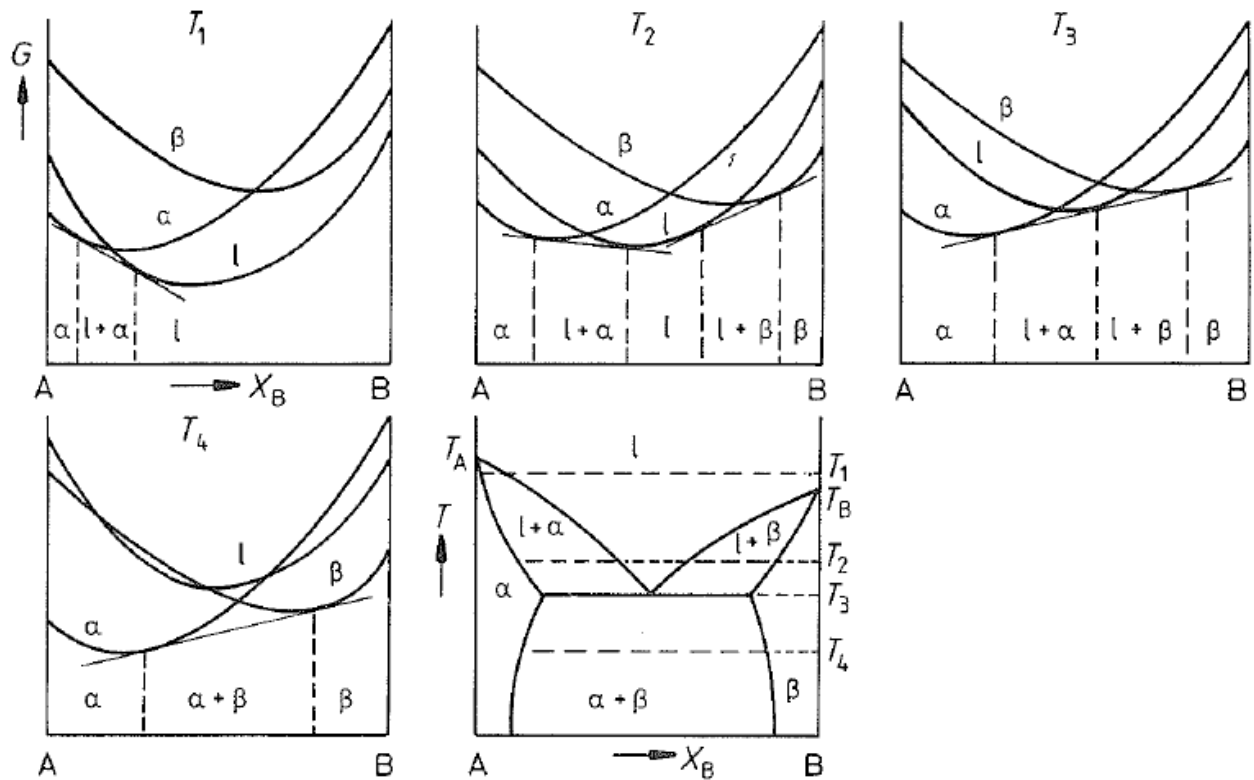 T₁
G
β
α
l
α
l + α
l
A
X_B
B
T₂
β
α
l
α
l + α
l
l + β
β
A
B
T₃
β
l
α
α
l + α
l + β
β
A
B
T₄
l
β
α
α
α + β
β
A
B
T_A
l
T₁
T_B
T
l + α
l + β
T₂
α
T₃
T₄
α + β
β
A
X_B
B